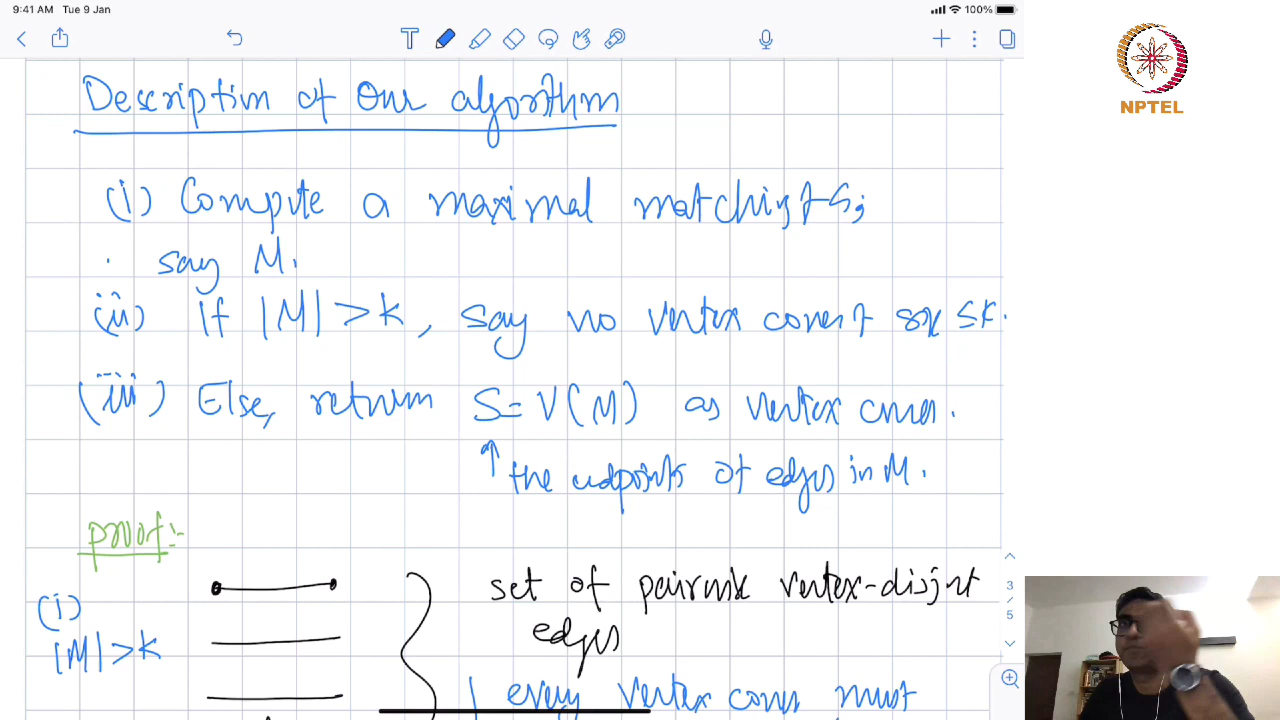 9:41 AM Tue 9 Jan
100%
NPTEL
Description of Our algorithm
(i) Compute a maximal matching of G;
say M.
(ii) If |M| > k, say no vertex cover of size ≤ k.
(iii) Else, return S = V(M) as vertex cover.
↑ the endpoints of edges in M.
proof:-
(i)
|M| > k
set of pairwise vertex-disjoint
edges
every vertex cover must
3
/
5